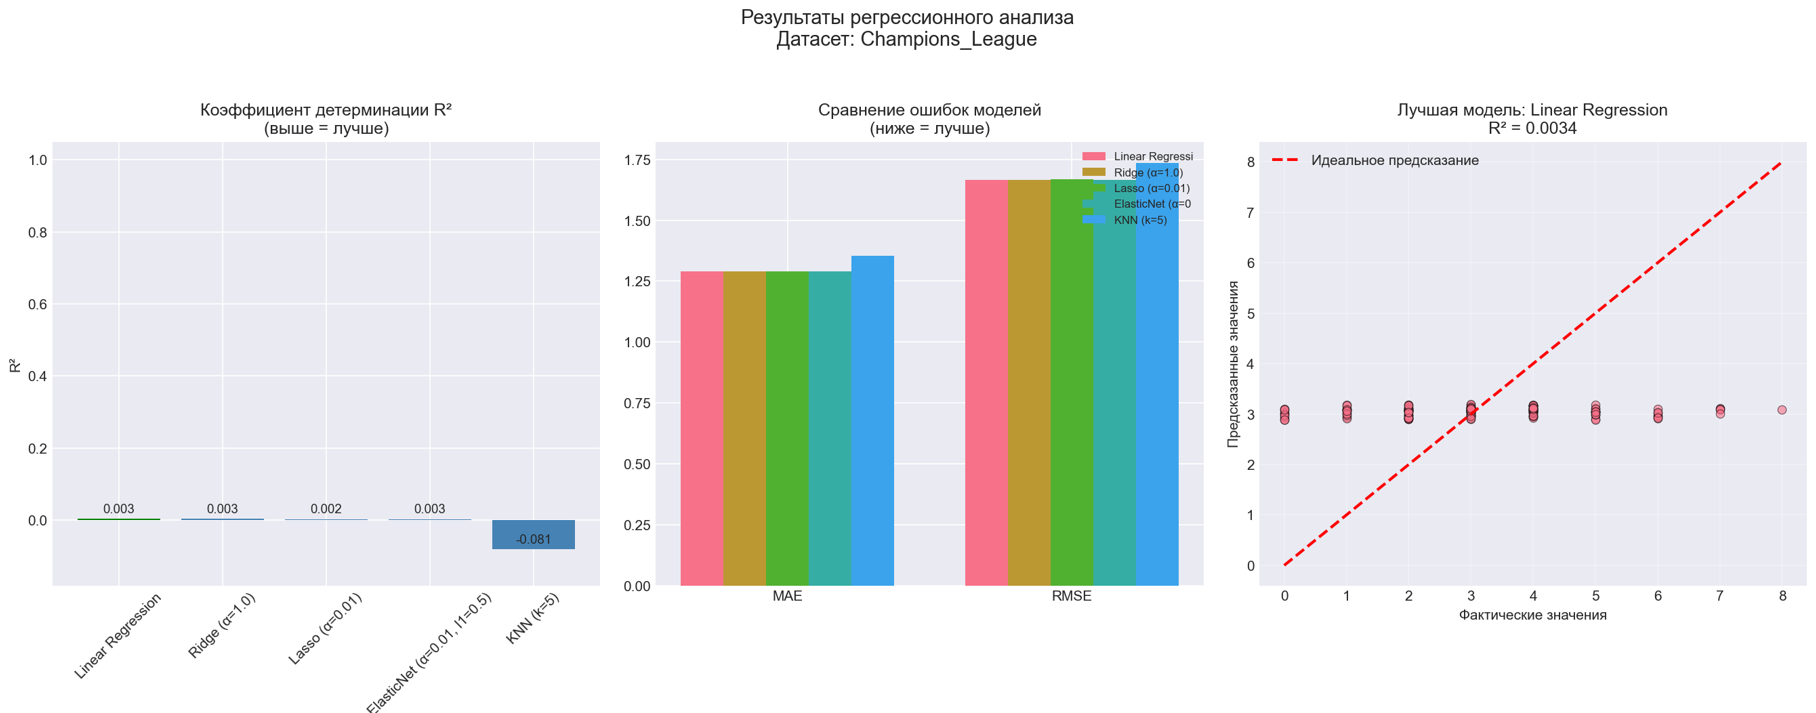 Результаты регрессионного анализа
Датасет: Champions_League
Коэффициент детерминации R²
(выше = лучше)
R²
1.0
0.8
0.6
0.4
0.2
0.0
0.003
0.003
0.002
0.003
-0.081
Linear Regression
Ridge (α=1.0)
Lasso (α=0.01)
ElasticNet (α=0.01, l1=0.5)
KNN (k=5)
Сравнение ошибок моделей
(ниже = лучше)
1.75
1.50
1.25
1.00
0.75
0.50
0.25
0.00
Linear Regressi
Ridge (α=1.0)
Lasso (α=0.01)
ElasticNet (α=0
KNN (k=5)
MAE
RMSE
Лучшая модель: Linear Regression
R² = 0.0034
Идеальное предсказание
Предсказанные значения
8
7
6
5
4
3
2
1
0
0 1 2 3 4 5 6 7 8
Фактические значения